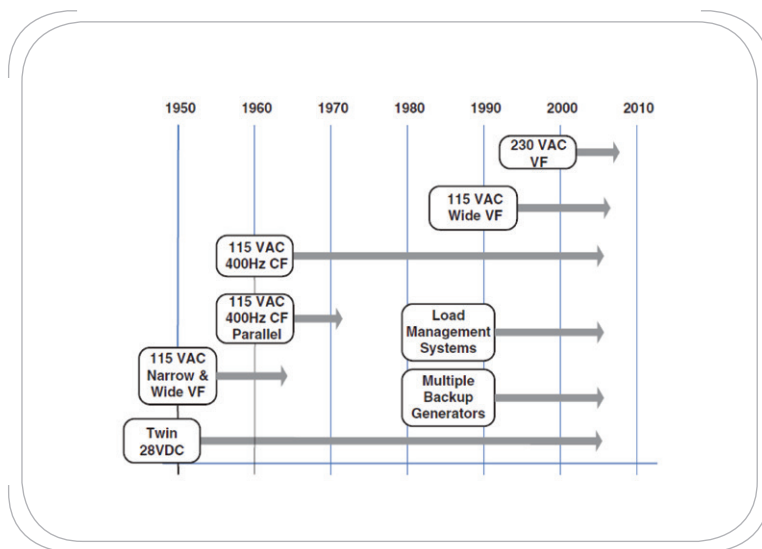 1950 1960 1970 1980 1990 2000 2010
230 VAC
VF
115 VAC
Wide VF
115 VAC
400Hz CF
115 VAC
400Hz CF
Parallel
Load
Management
Systems
115 VAC
Narrow &
Wide VF
Multiple
Backup
Generators
Twin
28VDC